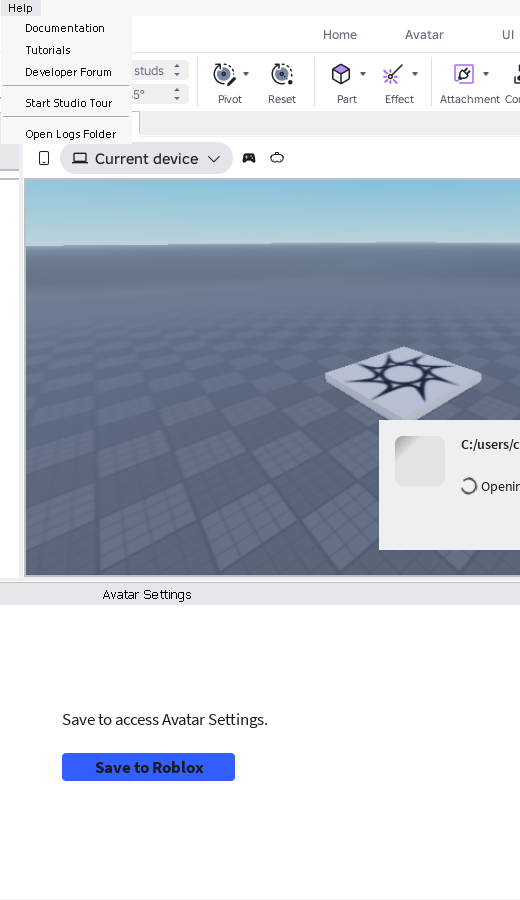 Help
Documentation
Tutorials
Developer Forum
Start Studio Tour
Open Logs Folder
Home Avatar UI
studs
5°
Pivot Reset Part Effect Attachment
Current device
C:/users/c
Openin
Avatar Settings
Save to access Avatar Settings.
Save to Roblox